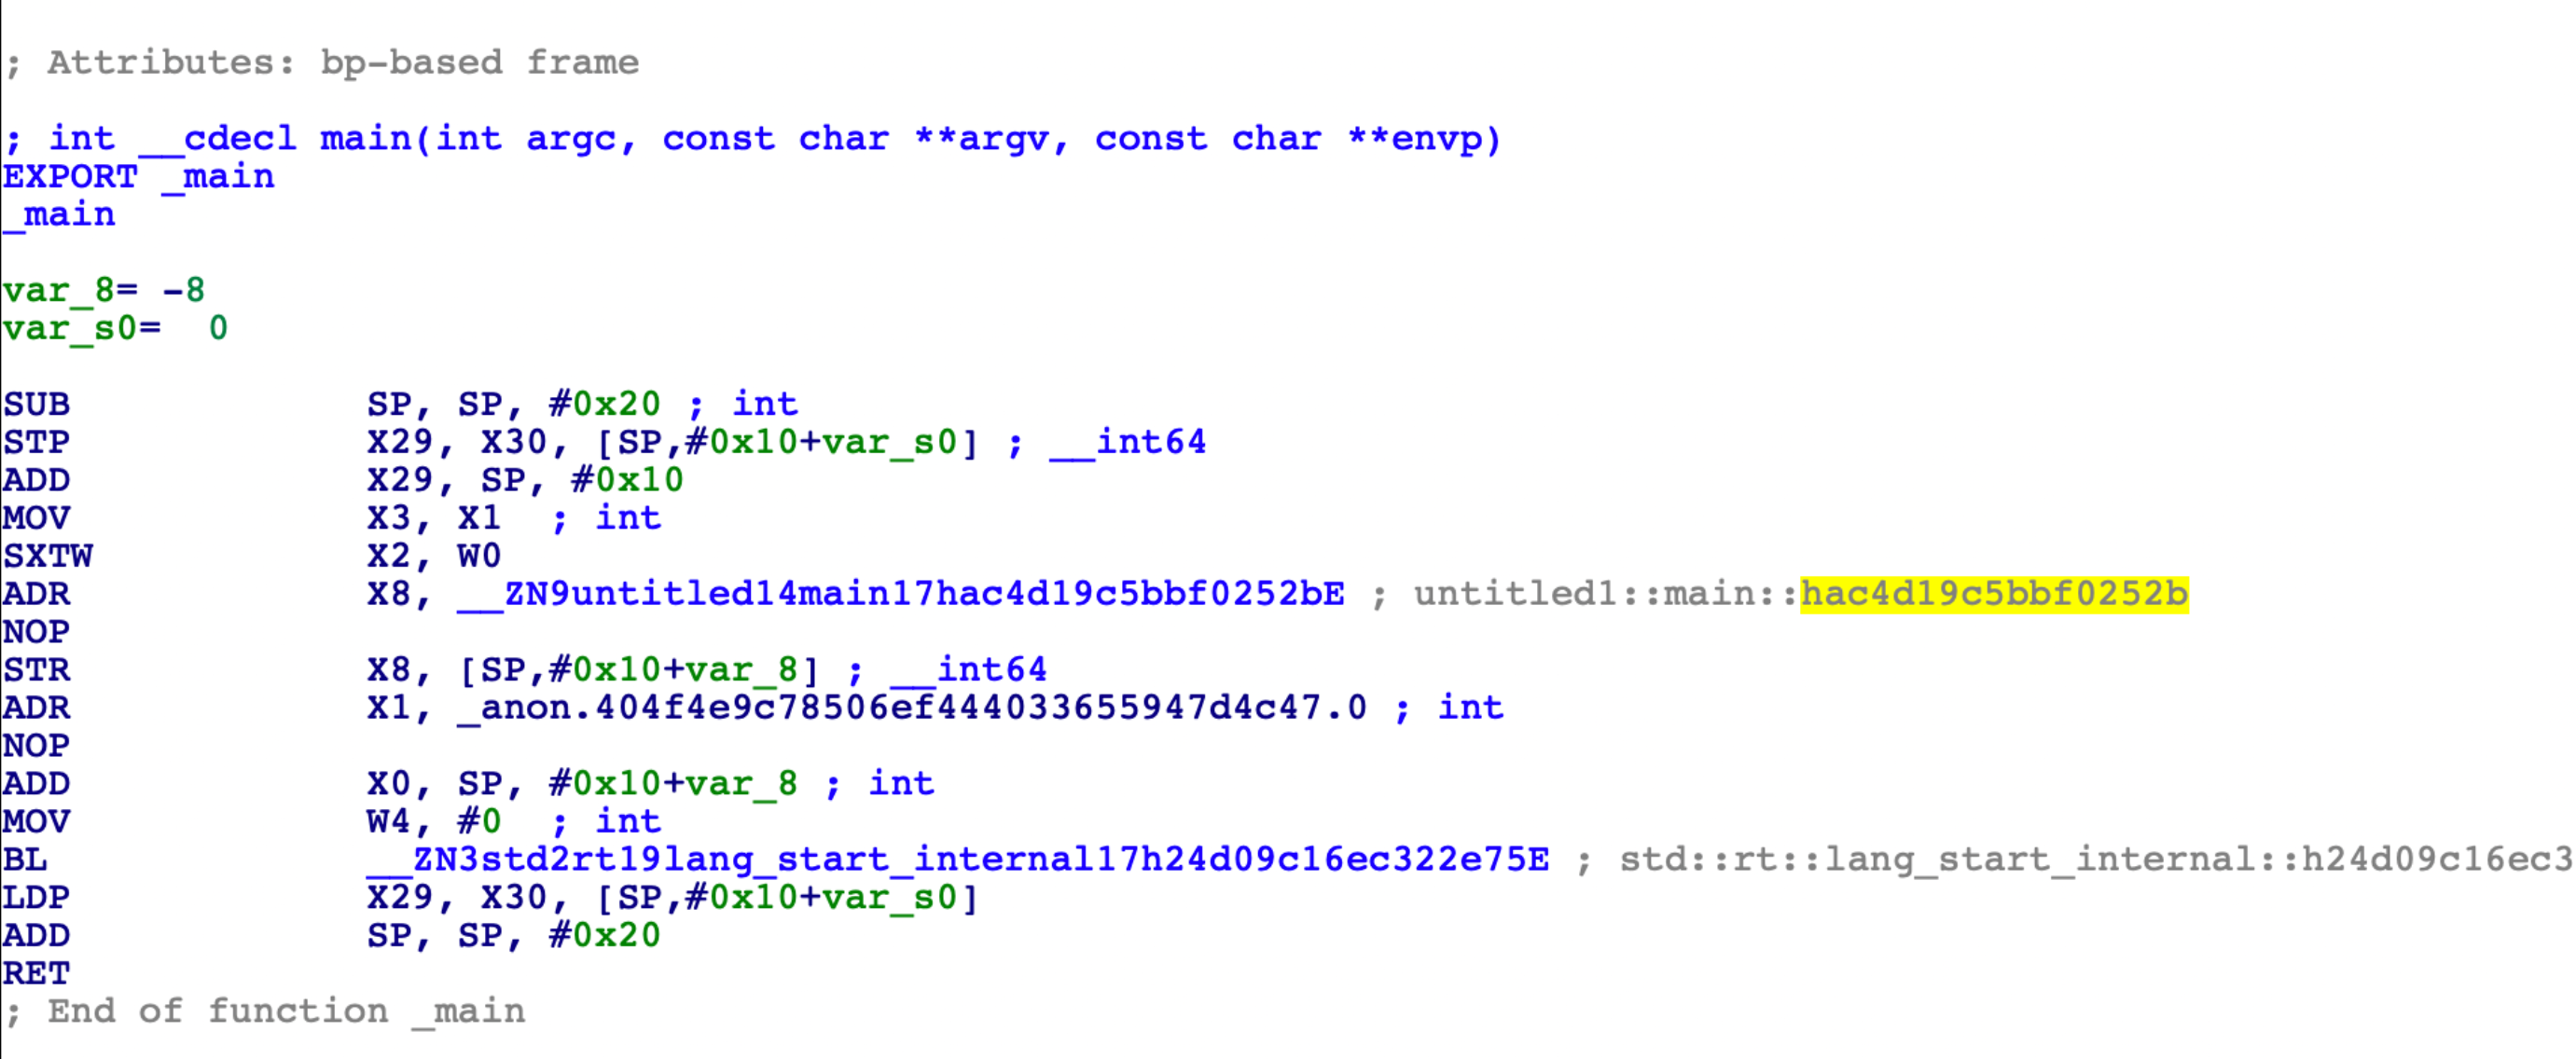 ; Attributes: bp-based frame
; int __cdecl main(int argc, const char **argv, const char **envp)
EXPORT _main
_main
var_8= -8
var_s0=  0
SUB SP, SP, #0x20 ; int
STP X29, X30, [SP,#0x10+var_s0] ; __int64
ADD X29, SP, #0x10
MOV X3, X1  ; int
SXTW X2, W0
ADR X8, __ZN9untitled14main17hac4d19c5bbf0252bE ; untitled1::main::hac4d19c5bbf0252b
NOP
STR X8, [SP,#0x10+var_8] ; __int64
ADR X1, _anon.404f4e9c78506ef444033655947d4c47.0 ; int
NOP
ADD X0, SP, #0x10+var_8 ; int
MOV W4, #0  ; int
BL __ZN3std2rt19lang_start_internal17h24d09c16ec322e75E ; std::rt::lang_start_internal::h24d09c16ec3
LDP X29, X30, [SP,#0x10+var_s0]
ADD SP, SP, #0x20
RET
; End of function _main